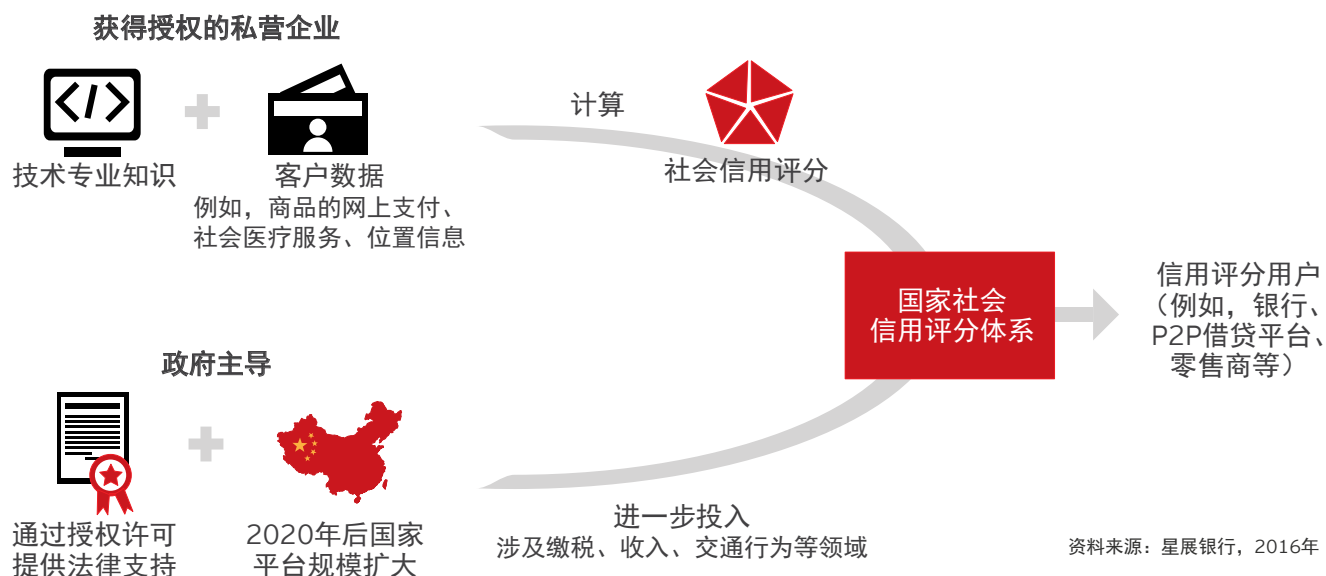 获得授权的私营企业
技术专业知识
客户数据
例如，商品的网上支付、
社会医疗服务、位置信息
计算
社会信用评分
国家社会
信用评分体系
信用评分用户
（例如，银行、
P2P借贷平台、
零售商等）
政府主导
通过授权许可
提供法律支持
2020年后国家
平台规模扩大
进一步投入
涉及缴税、收入、交通行为等领域
资料来源：星展银行，2016年